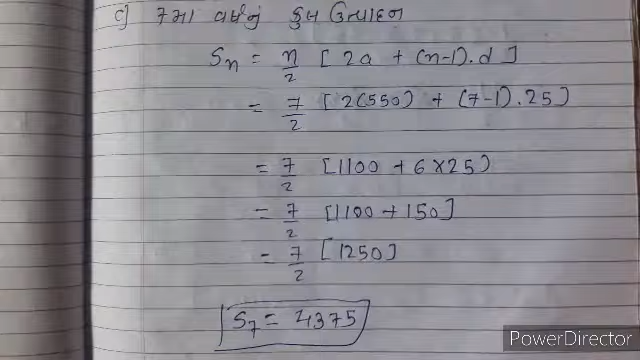 c) 7મા વર્ષનું કુલ ઉત્પાદન
Sn = n/2 [ 2a + (n-1).d ]
= 7/2 [ 2(550) + (7-1).25 )
= 7/2 [1100 + 6×25)
= 7/2 [1100 + 150]
= 7/2 [1250]
S7 = 4375
PowerDirector